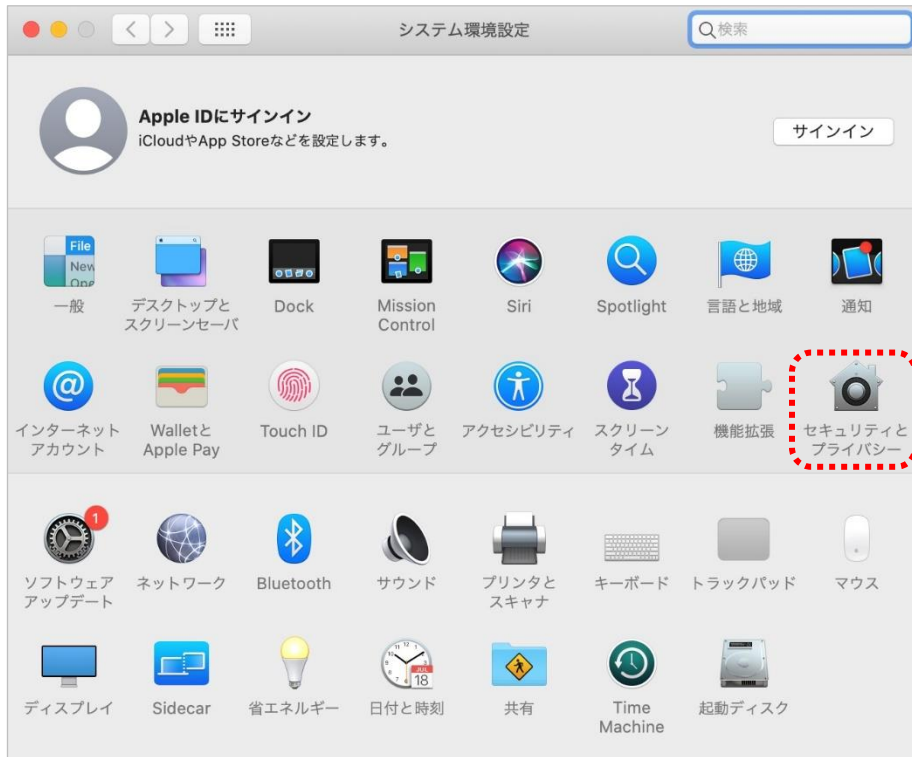 システム環境設定
検索
Apple IDにサインイン
iCloudやApp Storeなどを設定します。
サインイン
File
New
Ope
一般
デスクトップと
スクリーンセーバ
Dock
Mission
Control
Siri
Spotlight
言語と地域
通知
インターネット
アカウント
Walletと
Apple Pay
Touch ID
ユーザと
グループ
アクセシビリティ
スクリーン
タイム
機能拡張
セキュリティと
プライバシー
1
ソフトウェア
アップデート
ネットワーク
Bluetooth
サウンド
プリンタと
スキャナ
キーボード
トラックパッド
マウス
ディスプレイ
Sidecar
省エネルギー
JUL
18
日付と時刻
共有
Time
Machine
起動ディスク